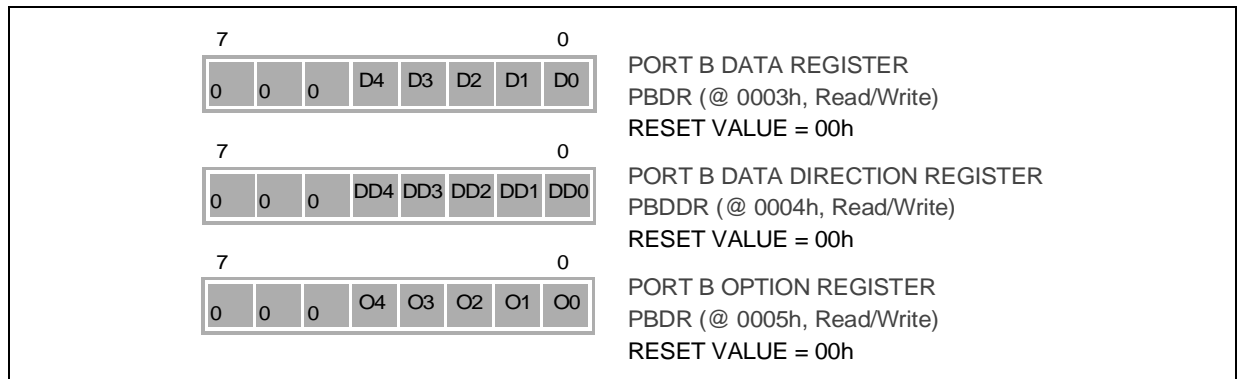 7 0
0 0 0 D4 D3 D2 D1 D0
PORT B DATA REGISTER
PBDR (@ 0003h, Read/Write)
RESET VALUE = 00h
7 0
0 0 0 DD4 DD3 DD2 DD1 DD0
PORT B DATA DIRECTION REGISTER
PBDDR (@ 0004h, Read/Write)
RESET VALUE = 00h
7 0
0 0 0 O4 O3 O2 O1 O0
PORT B OPTION REGISTER
PBDR (@ 0005h, Read/Write)
RESET VALUE = 00h